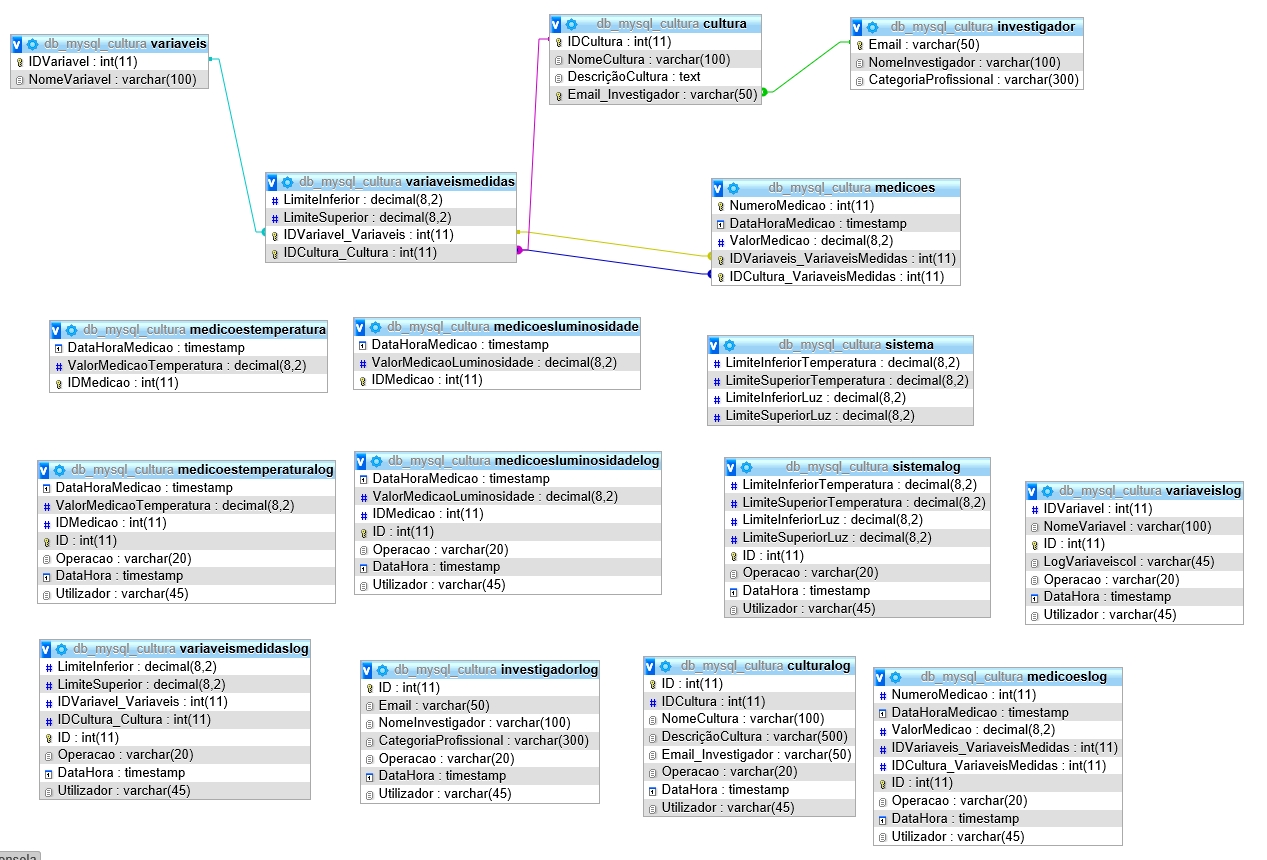 db_mysql_cultura variaveis
IDVariavel : int(11)
NomeVariavel : varchar(100)
db_mysql_cultura cultura
IDCultura : int(11)
NomeCultura : varchar(100)
DescriçãoCultura : text
Email_Investigador : varchar(50)
db_mysql_cultura investigador
Email : varchar(50)
NomeInvestigador : varchar(100)
CategoriaProfissional : varchar(300)
db_mysql_cultura variaveismedidas
LimiteInferior : decimal(8,2)
LimiteSuperior : decimal(8,2)
IDVariavel_Variaveis : int(11)
IDCultura_Cultura : int(11)
db_mysql_cultura medicoes
NumeroMedicao : int(11)
DataHoraMedicao : timestamp
ValorMedicao : decimal(8,2)
IDVariaveis_VariaveisMedidas : int(11)
IDCultura_VariaveisMedidas : int(11)
db_mysql_cultura medicoestemperatura
DataHoraMedicao : timestamp
ValorMedicaoTemperatura : decimal(8,2)
IDMedicao : int(11)
db_mysql_cultura medicoesluminosidade
DataHoraMedicao : timestamp
ValorMedicaoLuminosidade : decimal(8,2)
IDMedicao : int(11)
db_mysql_cultura sistema
LimiteInferiorTemperatura : decimal(8,2)
LimiteSuperiorTemperatura : decimal(8,2)
LimiteInferiorLuz : decimal(8,2)
LimiteSuperiorLuz : decimal(8,2)
db_mysql_cultura medicoestemperaturalog
DataHoraMedicao : timestamp
ValorMedicaoTemperatura : decimal(8,2)
IDMedicao : int(11)
ID : int(11)
Operacao : varchar(20)
DataHora : timestamp
Utilizador : varchar(45)
db_mysql_cultura medicoesluminosidadelog
DataHoraMedicao : timestamp
ValorMedicaoLuminosidade : decimal(8,2)
IDMedicao : int(11)
ID : int(11)
Operacao : varchar(20)
DataHora : timestamp
Utilizador : varchar(45)
db_mysql_cultura sistemalog
LimiteInferiorTemperatura : decimal(8,2)
LimiteSuperiorTemperatura : decimal(8,2)
LimiteInferiorLuz : decimal(8,2)
LimiteSuperiorLuz : decimal(8,2)
ID : int(11)
Operacao : varchar(20)
DataHora : timestamp
Utilizador : varchar(45)
db_mysql_cultura variaveislog
IDVariavel : int(11)
NomeVariavel : varchar(100)
ID : int(11)
LogVariaveiscol : varchar(45)
Operacao : varchar(20)
DataHora : timestamp
Utilizador : varchar(45)
db_mysql_cultura variaveismedidaslog
LimiteInferior : decimal(8,2)
LimiteSuperior : decimal(8,2)
IDVariavel_Variaveis : int(11)
IDCultura_Cultura : int(11)
ID : int(11)
Operacao : varchar(20)
DataHora : timestamp
Utilizador : varchar(45)
db_mysql_cultura investigadorlog
ID : int(11)
Email : varchar(50)
NomeInvestigador : varchar(100)
CategoriaProfissional : varchar(300)
Operacao : varchar(20)
DataHora : timestamp
Utilizador : varchar(45)
db_mysql_cultura culturalog
ID : int(11)
IDCultura : int(11)
NomeCultura : varchar(100)
DescriçãoCultura : varchar(500)
Email_Investigador : varchar(50)
Operacao : varchar(20)
DataHora : timestamp
Utilizador : varchar(45)
db_mysql_cultura medicoeslog
NumeroMedicao : int(11)
DataHoraMedicao : timestamp
ValorMedicao : decimal(8,2)
IDVariaveis_VariaveisMedidas : int(11)
IDCultura_VariaveisMedidas : int(11)
ID : int(11)
Operacao : varchar(20)
DataHora : timestamp
Utilizador : varchar(45)